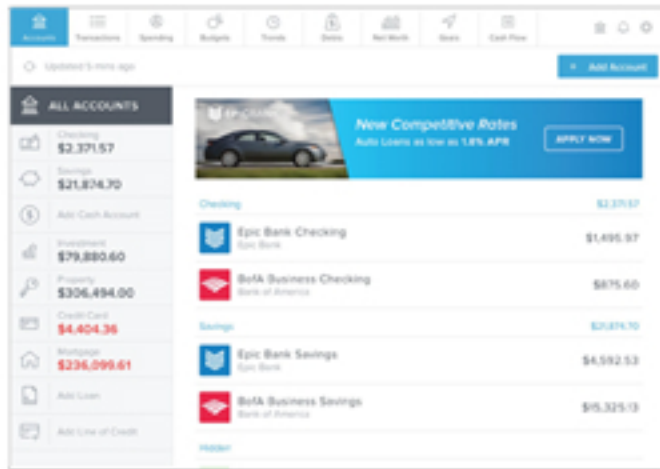 Accounts Transactions Spending Budgets Trends Debts Net Worth Goals Cash Flow
Updated 5 mins ago
+ Add Account
ALL ACCOUNTS
Checking
$2,371.57
Savings
$21,874.70
Add Cash Account
Investment
$79,880.60
Property
$306,494.00
Credit Card
$4,404.36
Mortgage
$236,099.61
Add Loan
Add Line of Credit
New Competitive Rates
Auto Loans as low as 1.8% APR
APPLY NOW
Checking $2,371.57
Epic Bank Checking
Epic Bank
$1,495.97
BofA Business Checking
Bank of America
$875.60
Savings $21,874.70
Epic Bank Savings
Epic Bank
$4,592.53
BofA Business Savings
Bank of America
$15,325.13
Hidden